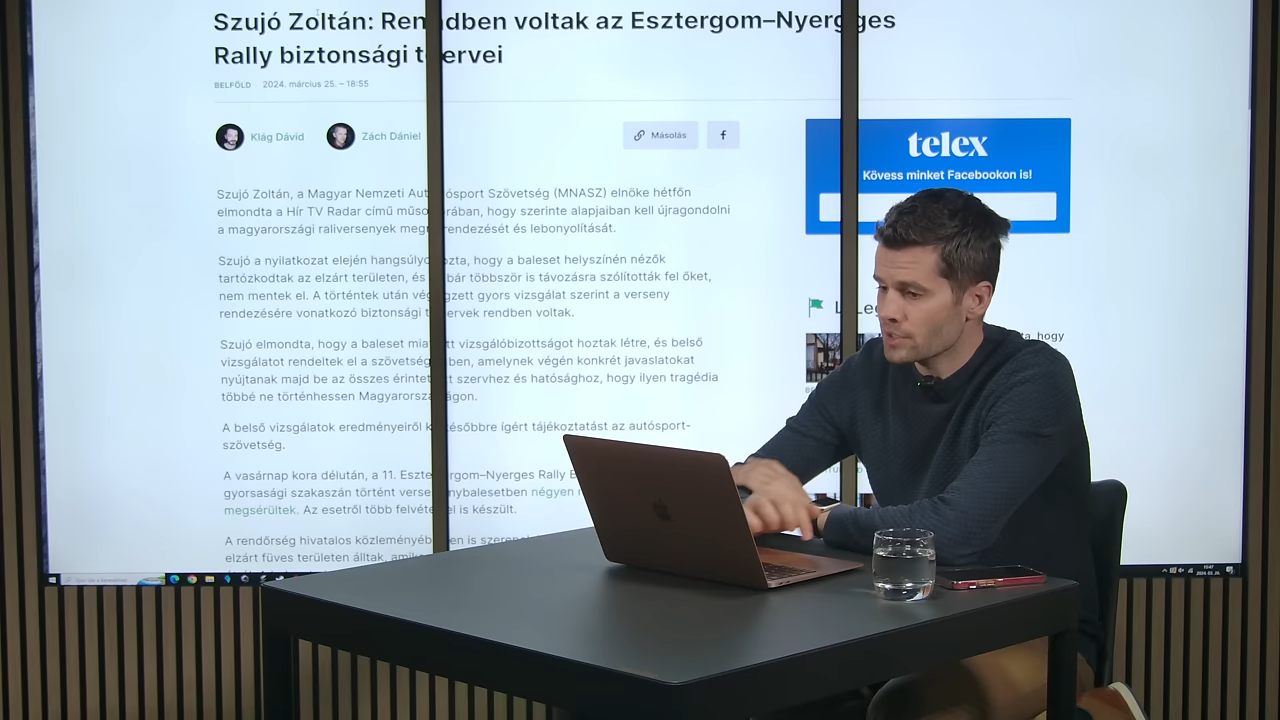 Szujó Zoltán: Rendben voltak az Esztergom–Nyerges
Rally biztonsági tervei
BELFÖLD 2024. március 25. – 18:55
Klág Dávid Zách Dániel Másolás f
telex
Kövess minket Facebookon is!
Szujó Zoltán, a Magyar Nemzeti Autósport Szövetség (MNASZ) elnöke hétfőn
elmondta a Hír TV Radar című műsorában, hogy szerinte alapjaiban kell újragondolni
a magyarországi raliversenyek megrendezését és lebonyolítását.
Szujó a nyilatkozat elején hangsúlyozta, hogy a baleset helyszínén nézők
tartózkodtak az elzárt területen, és bár többször is távozásra szólították fel őket,
nem mentek el. A történtek után végzett gyors vizsgálat szerint a verseny
rendezésére vonatkozó biztonsági tervek rendben voltak.
Szujó elmondta, hogy a baleset miatt vizsgálóbizottságot hoztak létre, és belső
vizsgálatot rendeltek el a szövetségben, amelynek végén konkrét javaslatokat
nyújtanak majd be az összes érintett szervhez és hatósághoz, hogy ilyen tragédia
többé ne történhessen Magyarországon.
A belső vizsgálatok eredményeiről későbbre ígért tájékoztatást az autósport-
szövetség.
A vasárnap kora délután, a 11. Esztergom–Nyerges Rally
gyorsasági szakaszán történt versenybalesetben négyen
megsérültek. Az esetről több felvétel is készült.
A rendőrség hivatalos közleményében is
elzárt füves területen álltak,
hogy